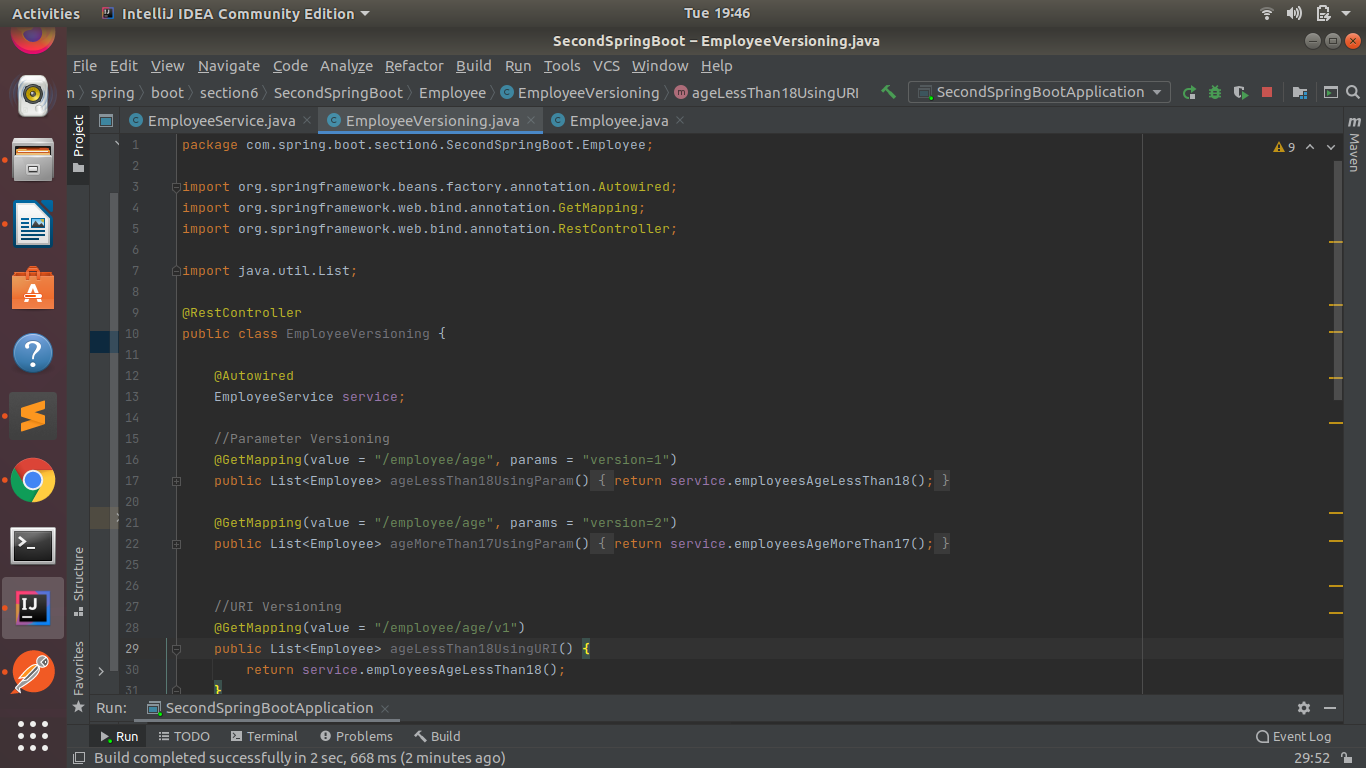 Activities IntelliJ IDEA Community Edition Tue 19:46
SecondSpringBoot – EmployeeVersioning.java
File Edit View Navigate Code Analyze Refactor Build Run Tools VCS Window Help
m spring boot section6 SecondSpringBoot Employee EmployeeVersioning ageLessThan18UsingURI SecondSpringBootApplication
Project EmployeeService.java EmployeeVersioning.java Employee.java Maven
9
1 package com.spring.boot.section6.SecondSpringBoot.Employee;
2
3 import org.springframework.beans.factory.annotation.Autowired;
4 import org.springframework.web.bind.annotation.GetMapping;
5 import org.springframework.web.bind.annotation.RestController;
6
7 import java.util.List;
8
9 @RestController
10 public class EmployeeVersioning {
11
12 @Autowired
13 EmployeeService service;
14
15 //Parameter Versioning
16 @GetMapping(value = "/employee/age", params = "version=1")
17 public List<Employee> ageLessThan18UsingParam() { return service.employeesAgeLessThan18(); }
20
21 @GetMapping(value = "/employee/age", params = "version=2")
22 public List<Employee> ageMoreThan17UsingParam() { return service.employeesAgeMoreThan17(); }
25
26
27 //URI Versioning
28 @GetMapping(value = "/employee/age/v1")
29 public List<Employee> ageLessThan18UsingURI() {
30 return service.employeesAgeLessThan18();
31 }
Structure
Favorites
Run: SecondSpringBootApplication
Run TODO Terminal Problems Build Event Log
Build completed successfully in 2 sec, 668 ms (2 minutes ago) 29:52